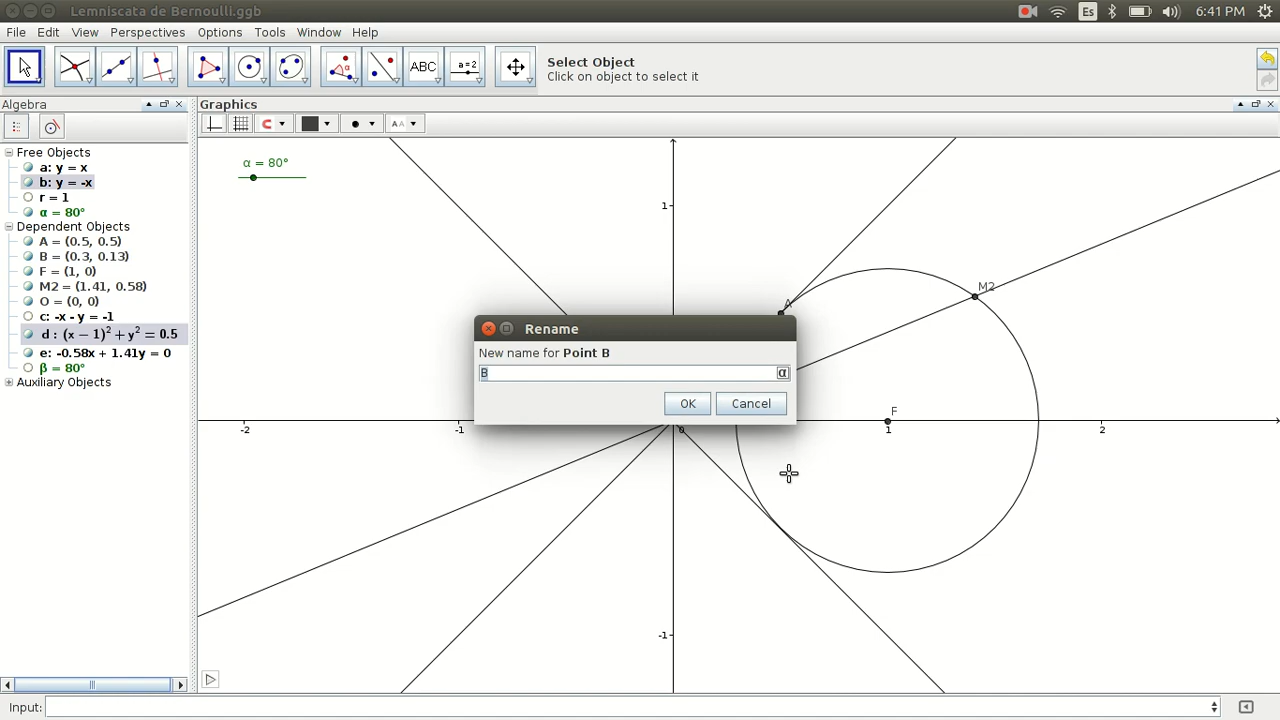 Lemniscata de Bernoulli.ggb
Es
6:41 PM
File Edit View Perspectives Options Tools Window Help
ABC
a=2
Select Object
Click on object to select it
Algebra
Graphics
A A
Free Objects
a: y = x
b: y = -x
r = 1
α = 80°
Dependent Objects
A = (0.5, 0.5)
B = (0.3, 0.13)
F = (1, 0)
M2 = (1.41, 0.58)
O = (0, 0)
c: -x - y = -1
d : (x − 1)² + y² = 0.5
e: -0.58x + 1.41y = 0
β = 80°
Auxiliary Objects
α = 80°
1
M2
A
Rename
New name for Point B
B
α
OK
Cancel
F
-2
-1
0
1
2
-1
Input: